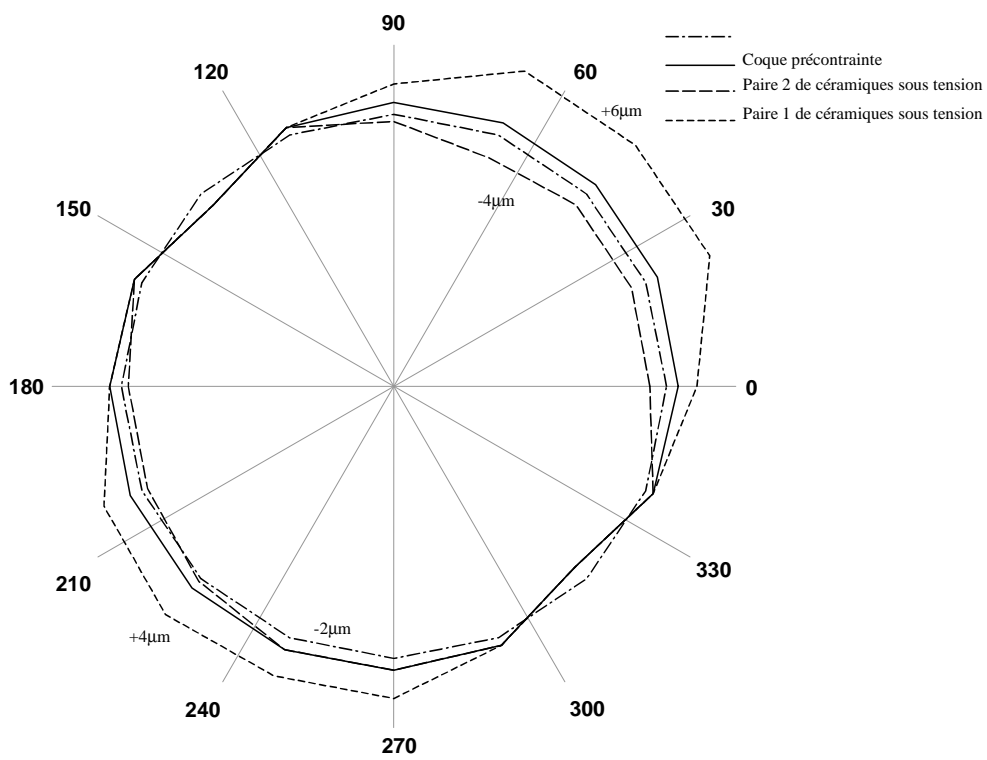 90
Coque précontrainte
120
60
Paire 2 de céramiques sous tension
+6µm
Paire 1 de céramiques sous tension
-4µm
150
30
180
0
210
330
-2µm
+4µm
240
300
270